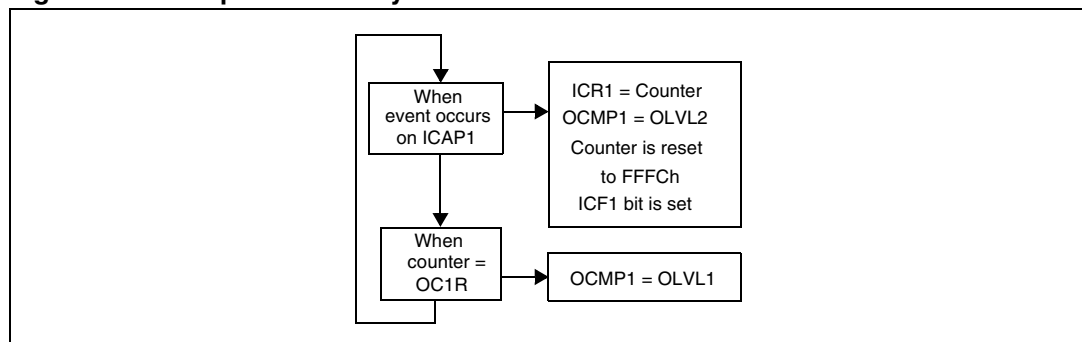 When
event occurs
on ICAP1
ICR1 = Counter
OCMP1 = OLVL2
Counter is reset
to FFFCh
ICF1 bit is set
When
counter =
OC1R
OCMP1 = OLVL1